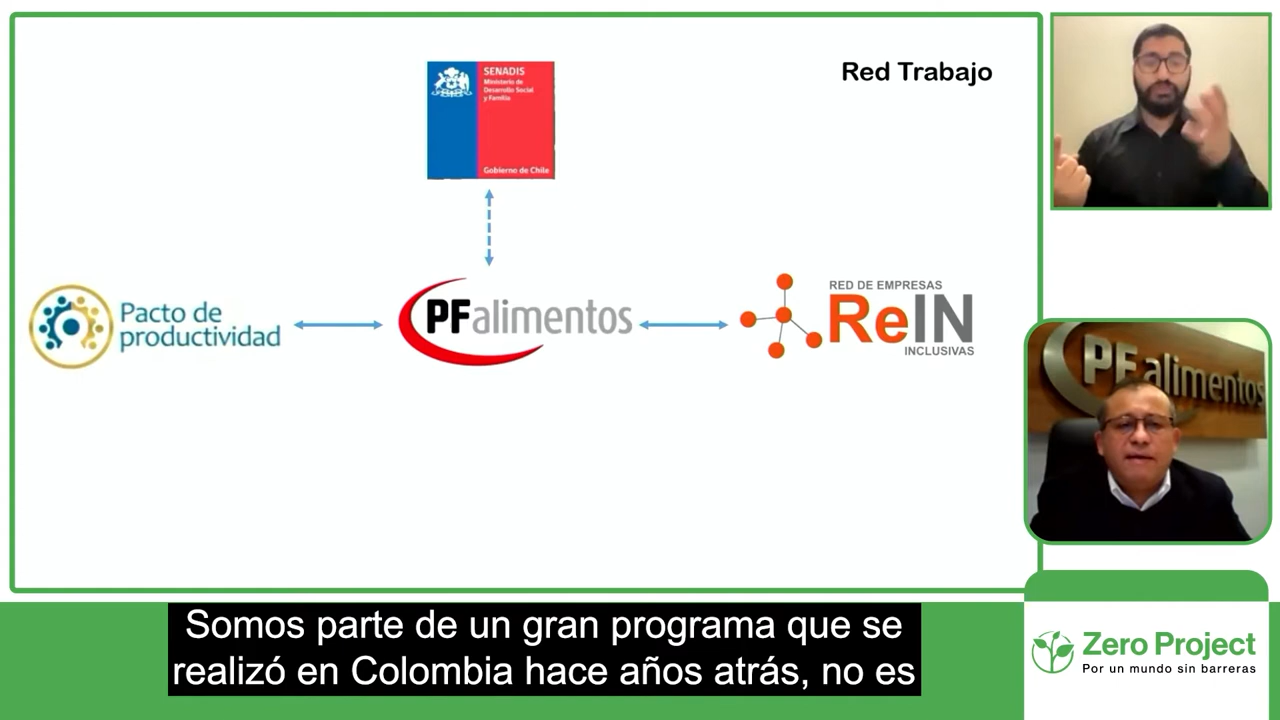 Red Trabajo
SENADIS
Ministerio de
Desarrollo Social
y Familia
Gobierno de Chile
Pacto de
productividad
PFalimentos
RED DE EMPRESAS
ReIN
INCLUSIVAS
PFalimentos
Somos parte de un gran programa que se
realizó en Colombia hace años atrás, no es
Zero Project
Por un mundo sin barreras